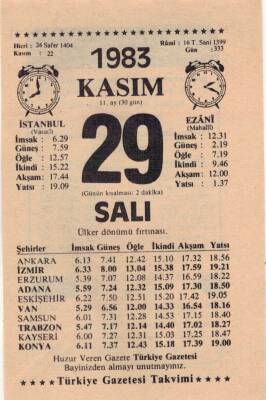 Hicri : 24 Safer 1404
Kasım : 22
1983
Rûmi : 16 T. Sani 1399
Gün : 333
KASIM
11. ay (30 gün)
İSTANBUL
(Vasatî)
İmsak : 6.29
Güneş : 7.59
Öğle : 12.57
İkindi : 15.22
Akşam : 17.44
Yatsı : 19.09
29
(Günün kısalması: 2 dakika)
EZANÎ
(Mahallî)
İmsak : 12.31
Güneş : 2.19
Öğle : 7.19
İkindi : 9.46
Akşam : 12.00
Yatsı : 1.37
SALI
Ülker dönümü fırtınası.
Şehirler İmsak Güneş Öğle İkindi Akşam Yatsı
ANKARA 6.13 7.41 12.42 15.10 17.32 18.56
İZMİR 6.33 8.00 13.04 15.38 17.59 19.21
ERZURUM 5.39 7.07 12.08 14.37 16.59 18.22
ADANA 5.59 7.24 12.32 15.09 17.30 18.50
ESKİŞEHİR 6.22 7.50 12.51 15.20 17.42 19.05
VAN 5.29 6.56 12.00 14.33 16.54 18.16
SAMSUN 6.01 7.31 12.28 14.53 17.15 18.40
TRABZON 5.47 7.17 12.14 14.40 17.02 18.27
KAYSERİ 6.00 7.27 12.31 15.03 17.25 18.47
KONYA 6.11 7.37 12.43 15.18 17.39 19.00
Huzur Veren Gazete Türkiye Gazetesi
Bayinizden almayı unutmayınız.
Türkiye Gazetesi Takvimi